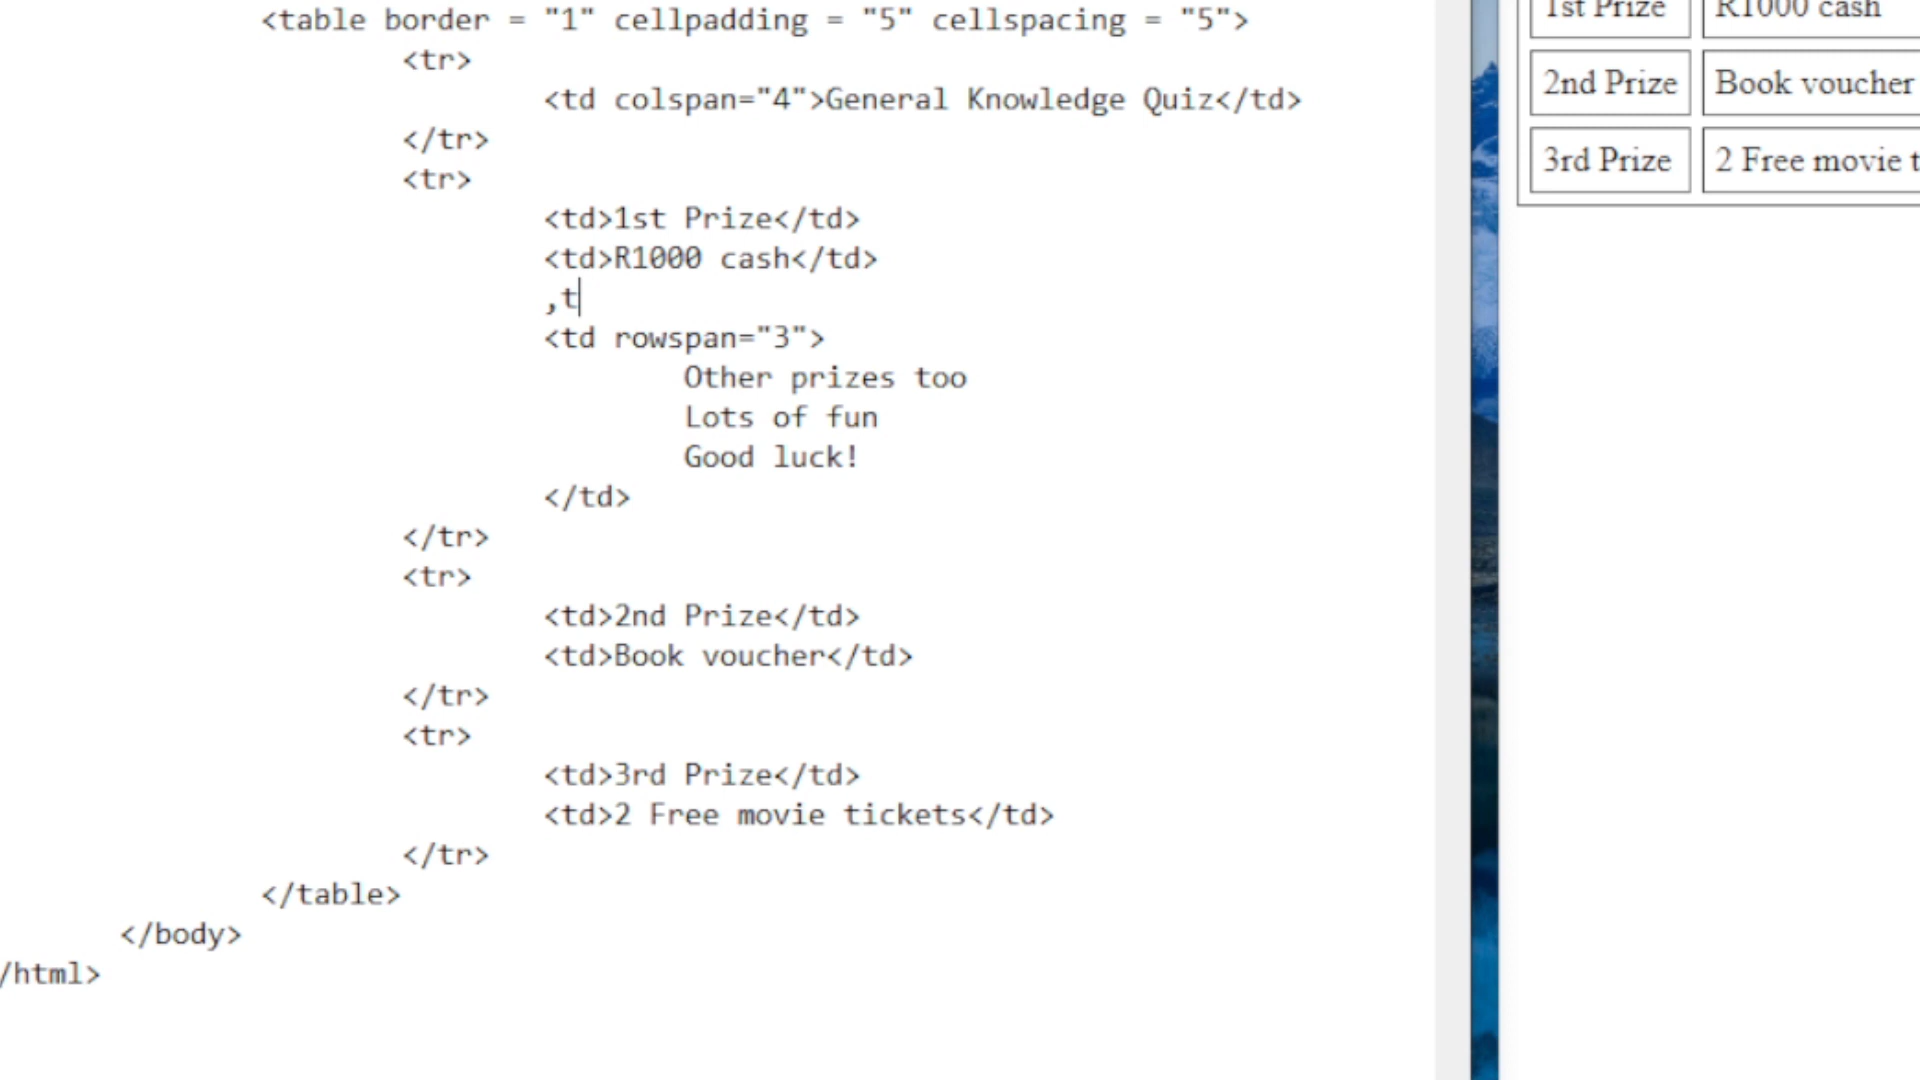 <table border = "1" cellpadding = "5" cellspacing = "5">
<tr>
<td colspan="4">General Knowledge Quiz</td>
</tr>
<tr>
<td>1st Prize</td>
<td>R1000 cash</td>
,t
<td rowspan="3">
Other prizes too
Lots of fun
Good luck!
</td>
</tr>
<tr>
<td>2nd Prize</td>
<td>Book voucher</td>
</tr>
<tr>
<td>3rd Prize</td>
<td>2 Free movie tickets</td>
</tr>
</table>
</body>
/html>
1st Prize R1000 cash
2nd Prize Book voucher
3rd Prize 2 Free movie t